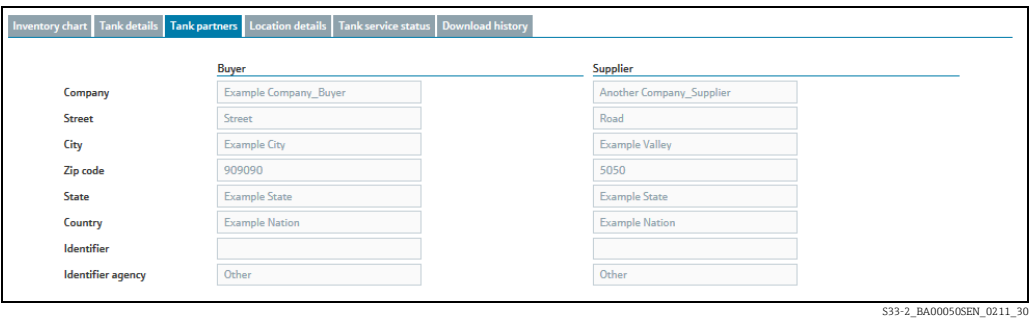 Inventory chart Tank details Tank partners Location details Tank service status Download history
Buyer Supplier
Company Example Company_Buyer Another Company_Supplier
Street Street Road
City Example City Example Valley
Zip code 909090 5050
State Example State Example State
Country Example Nation Example Nation
Identifier
Identifier agency Other Other
S33-2_BA00050SEN_0211_30